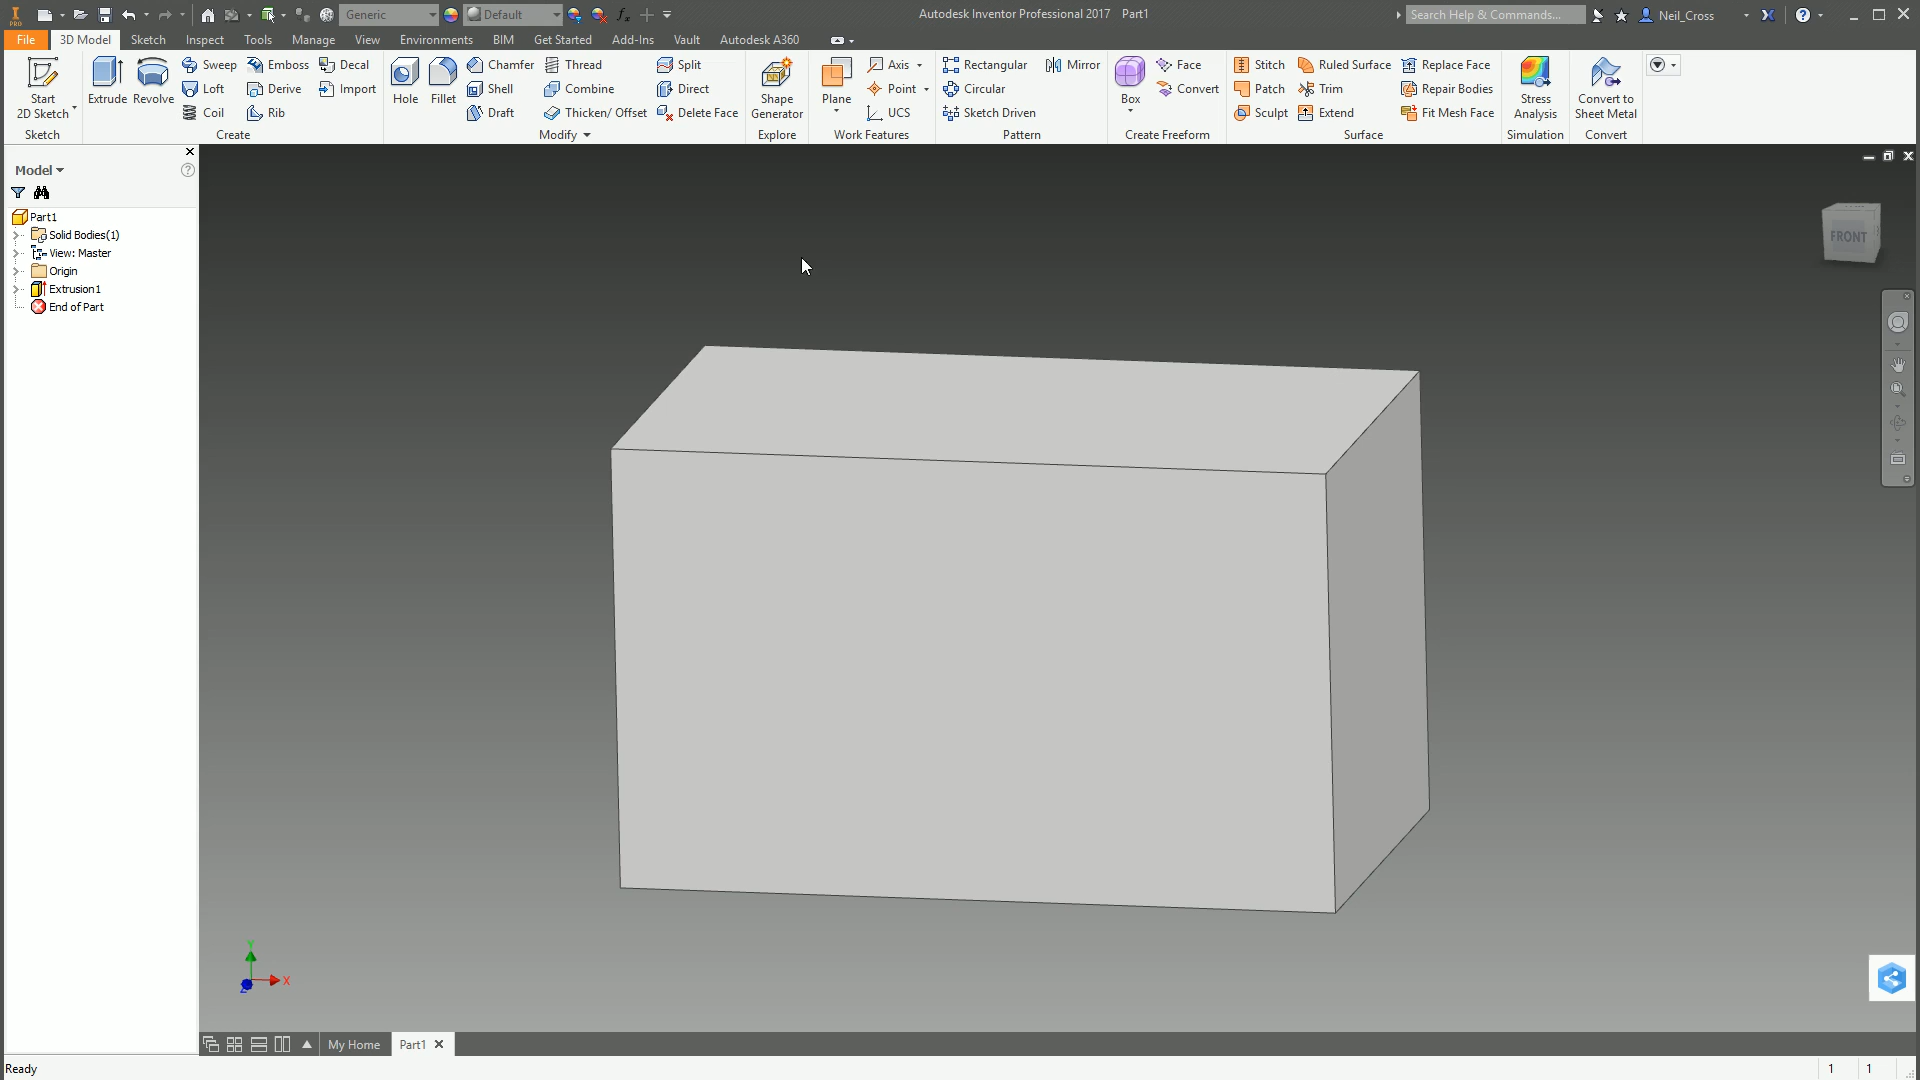 Generic Default Autodesk Inventor Professional 2017 Part1 Search Help & Commands... Neil_Cross
File 3D Model Sketch Inspect Tools Manage View Environments BIM Get Started Add-Ins Vault Autodesk A360
Start
2D Sketch
Sketch
Extrude
Revolve
Sweep Emboss Decal
Loft Derive Import
Coil Rib
Create
Hole
Fillet
Chamfer Thread Split
Shell Combine Direct
Draft Thicken/ Offset Delete Face
Modify
Shape
Generator
Explore
Plane
Axis
Point
UCS
Work Features
Rectangular Mirror
Circular
Sketch Driven
Pattern
Box
Face
Convert
Create Freeform
Stitch Ruled Surface Replace Face
Patch Trim Repair Bodies
Sculpt Extend Fit Mesh Face
Surface
Stress
Analysis
Simulation
Convert to
Sheet Metal
Convert
Model
Part1
Solid Bodies(1)
View: Master
Origin
Extrusion1
End of Part
FRONT
Y
X
Z
My Home Part1
Ready 1 1